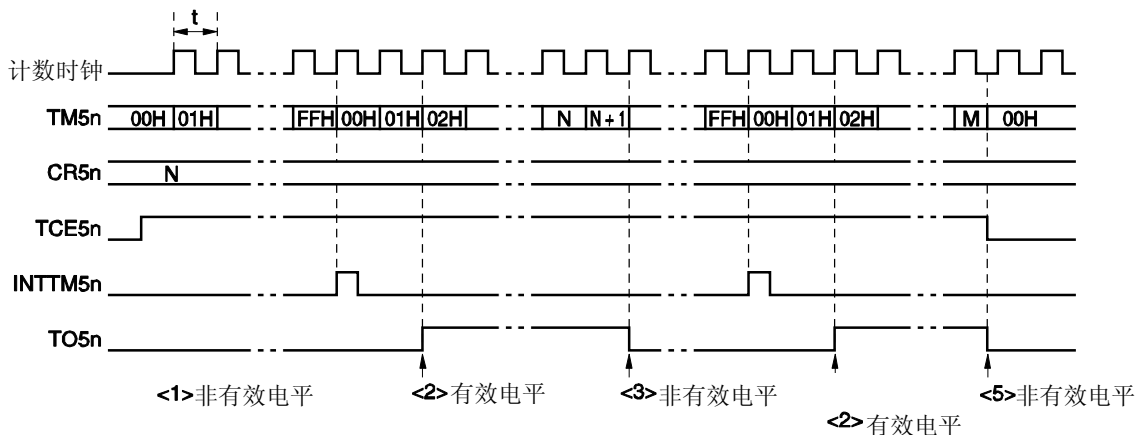 t
计数时钟
TM5n 00H 01H FFH 00H 01H 02H N N+1 FFH 00H 01H 02H M 00H
CR5n N
TCE5n
INTTM5n
TO5n
<1>非有效电平 <2>有效电平 <3>非有效电平 <5>非有效电平
<2>有效电平